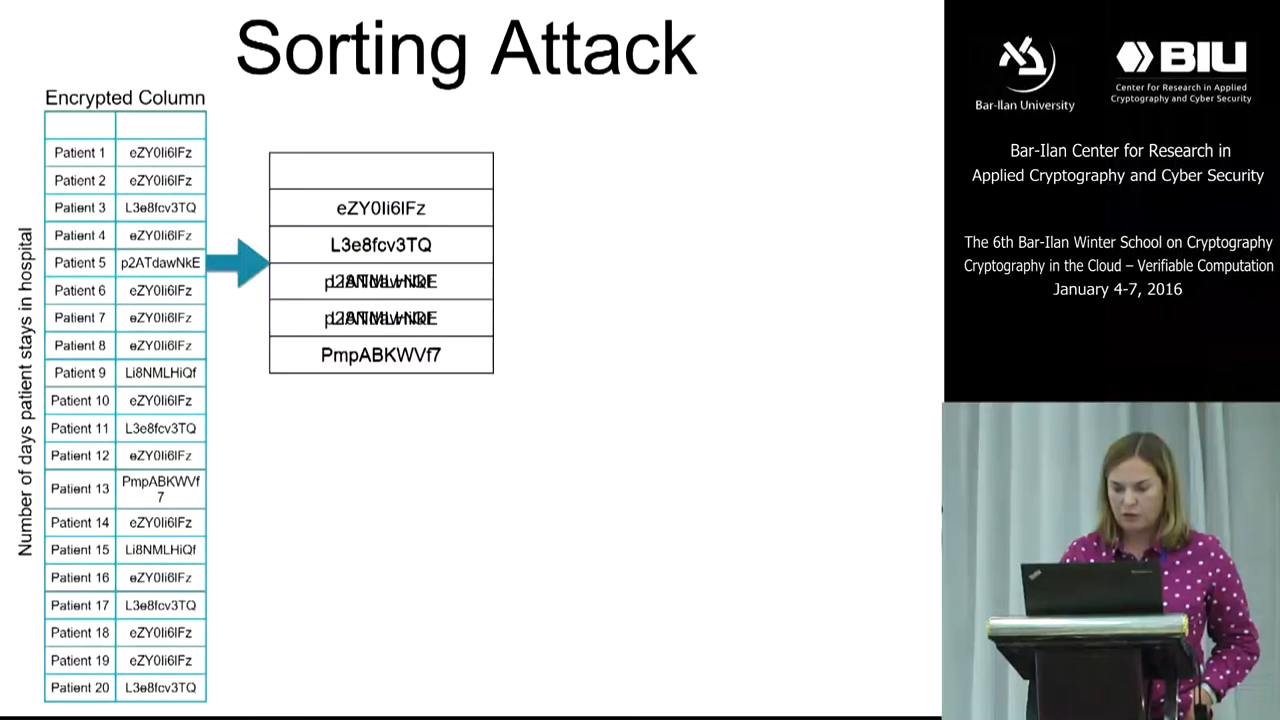 Sorting Attack
Encrypted Column
Number of days patient stays in hospital
Patient 1 eZY0Ii6lFz
Patient 2 eZY0Ii6lFz
Patient 3 L3e8fcv3TQ
Patient 4 eZY0Ii6lFz
Patient 5 p2ATdawNkE
Patient 6 eZY0Ii6lFz
Patient 7 eZY0Ii6lFz
Patient 8 eZY0Ii6lFz
Patient 9 Li8NMLHiQf
Patient 10 eZY0Ii6lFz
Patient 11 L3e8fcv3TQ
Patient 12 eZY0Ii6lFz
Patient 13 PmpABKWVf
7
Patient 14 eZY0Ii6lFz
Patient 15 Li8NMLHiQf
Patient 16 eZY0Ii6lFz
Patient 17 L3e8fcv3TQ
Patient 18 eZY0Ii6lFz
Patient 19 eZY0Ii6lFz
Patient 20 L3e8fcv3TQ
eZY0Ii6lFz
L3e8fcv3TQ
PmpABKWVf7
Bar-Ilan University
BIU
Center for Research in Applied
Cryptography and Cyber Security
Bar-Ilan Center for Research in
Applied Cryptography and Cyber Security
The 6th Bar-Ilan Winter School on Cryptography
Cryptography in the Cloud – Verifiable Computation
January 4-7, 2016